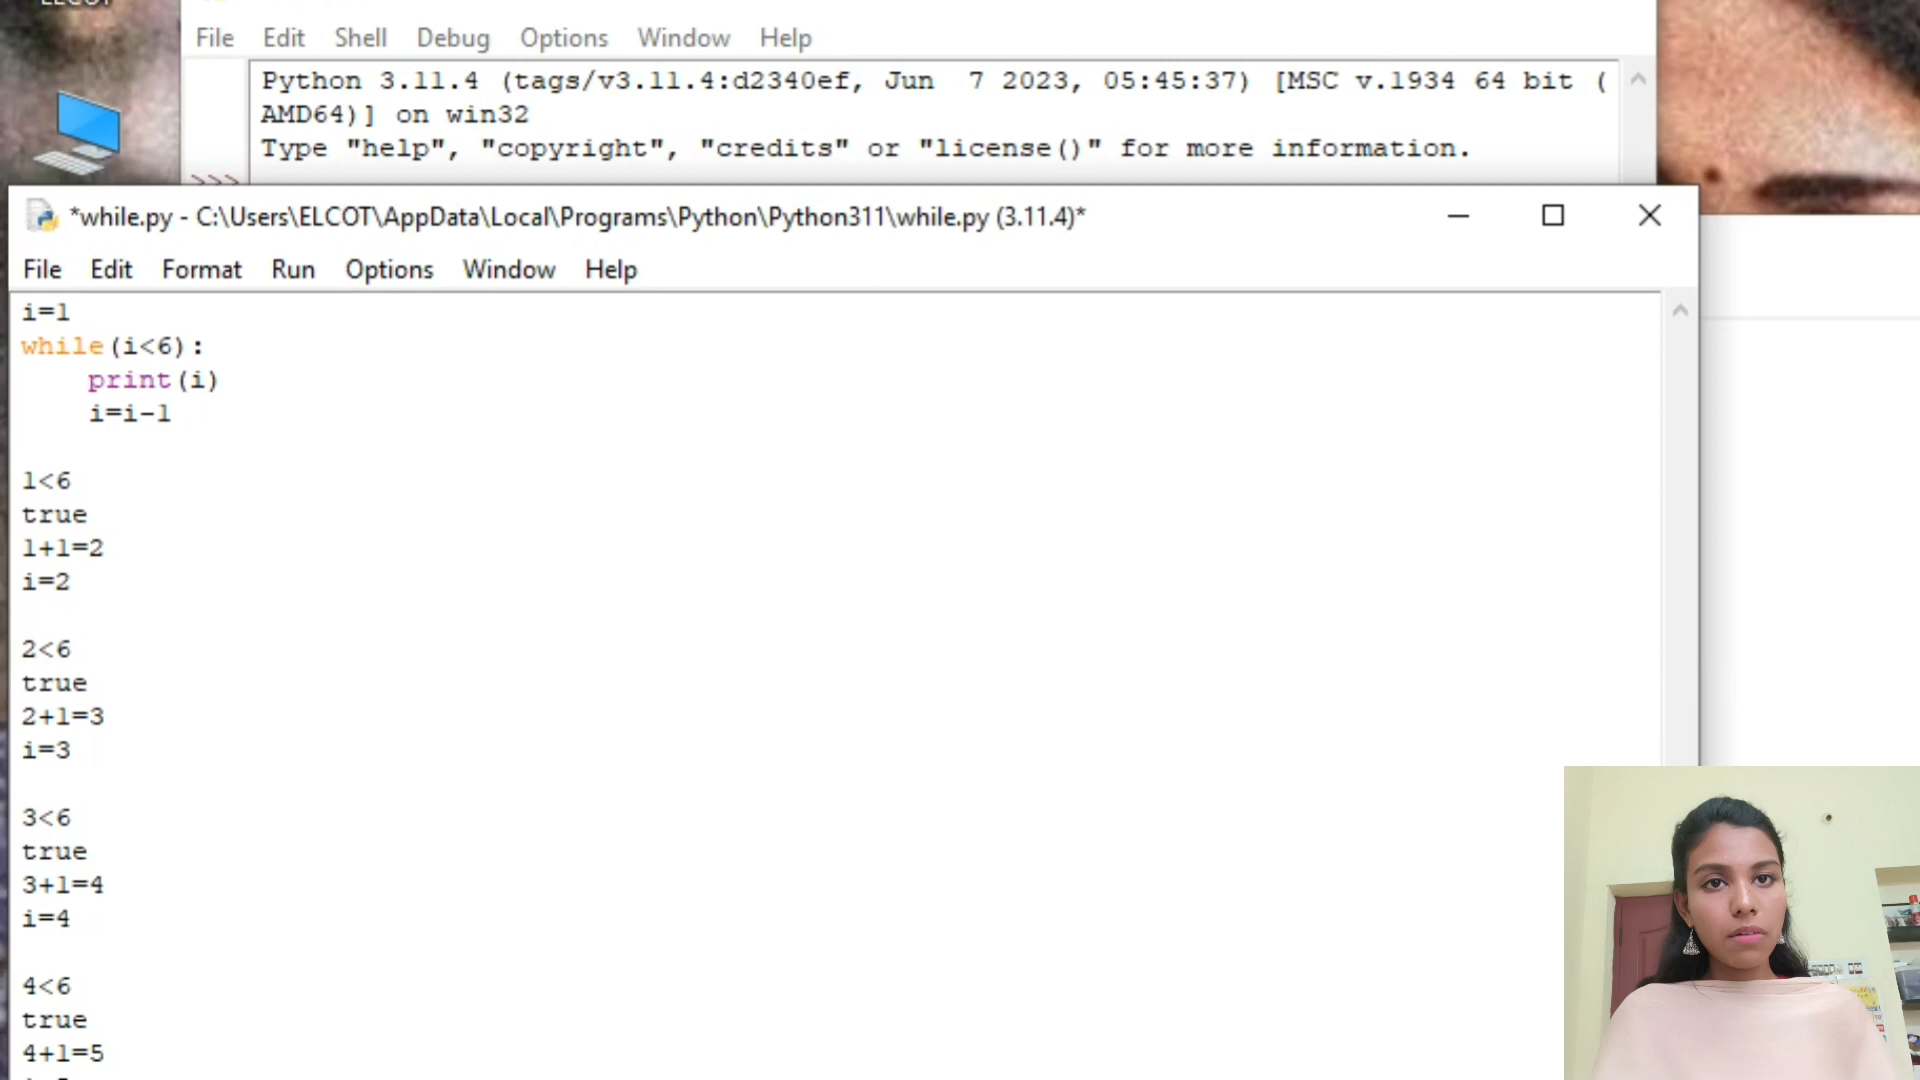 ELCOT
File Edit Shell Debug Options Window Help
Python 3.11.4 (tags/v3.11.4:d2340ef, Jun  7 2023, 05:45:37) [MSC v.1934 64 bit (
AMD64)] on win32
Type "help", "copyright", "credits" or "license()" for more information.
>>>
*while.py - C:\Users\ELCOT\AppData\Local\Programs\Python\Python311\while.py (3.11.4)*
File Edit Format Run Options Window Help
i=1
while(i<6):
    print(i)
    i=i-1
1<6
true
1+1=2
i=2
2<6
true
2+1=3
i=3
3<6
true
3+1=4
i=4
4<6
true
4+1=5